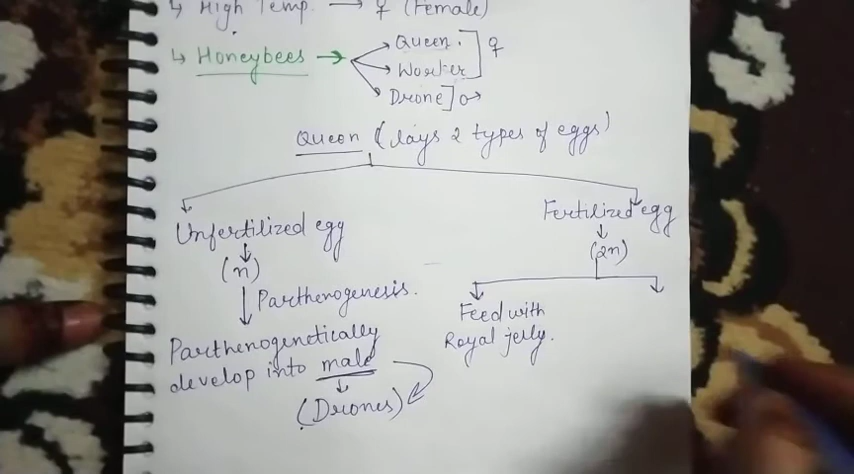 ↳ High Temp. → ♀ (Female)
↳ Honeybees → Queen. ] ♀
Worker
Drone ] ♂
Queen (lays 2 types of eggs)
Unfertilized egg
(n)
Parthenogenesis.
Parthenogenetically
develop into male
(Drones)
Fertilized egg
(2n)
Feed with
Royal jelly.